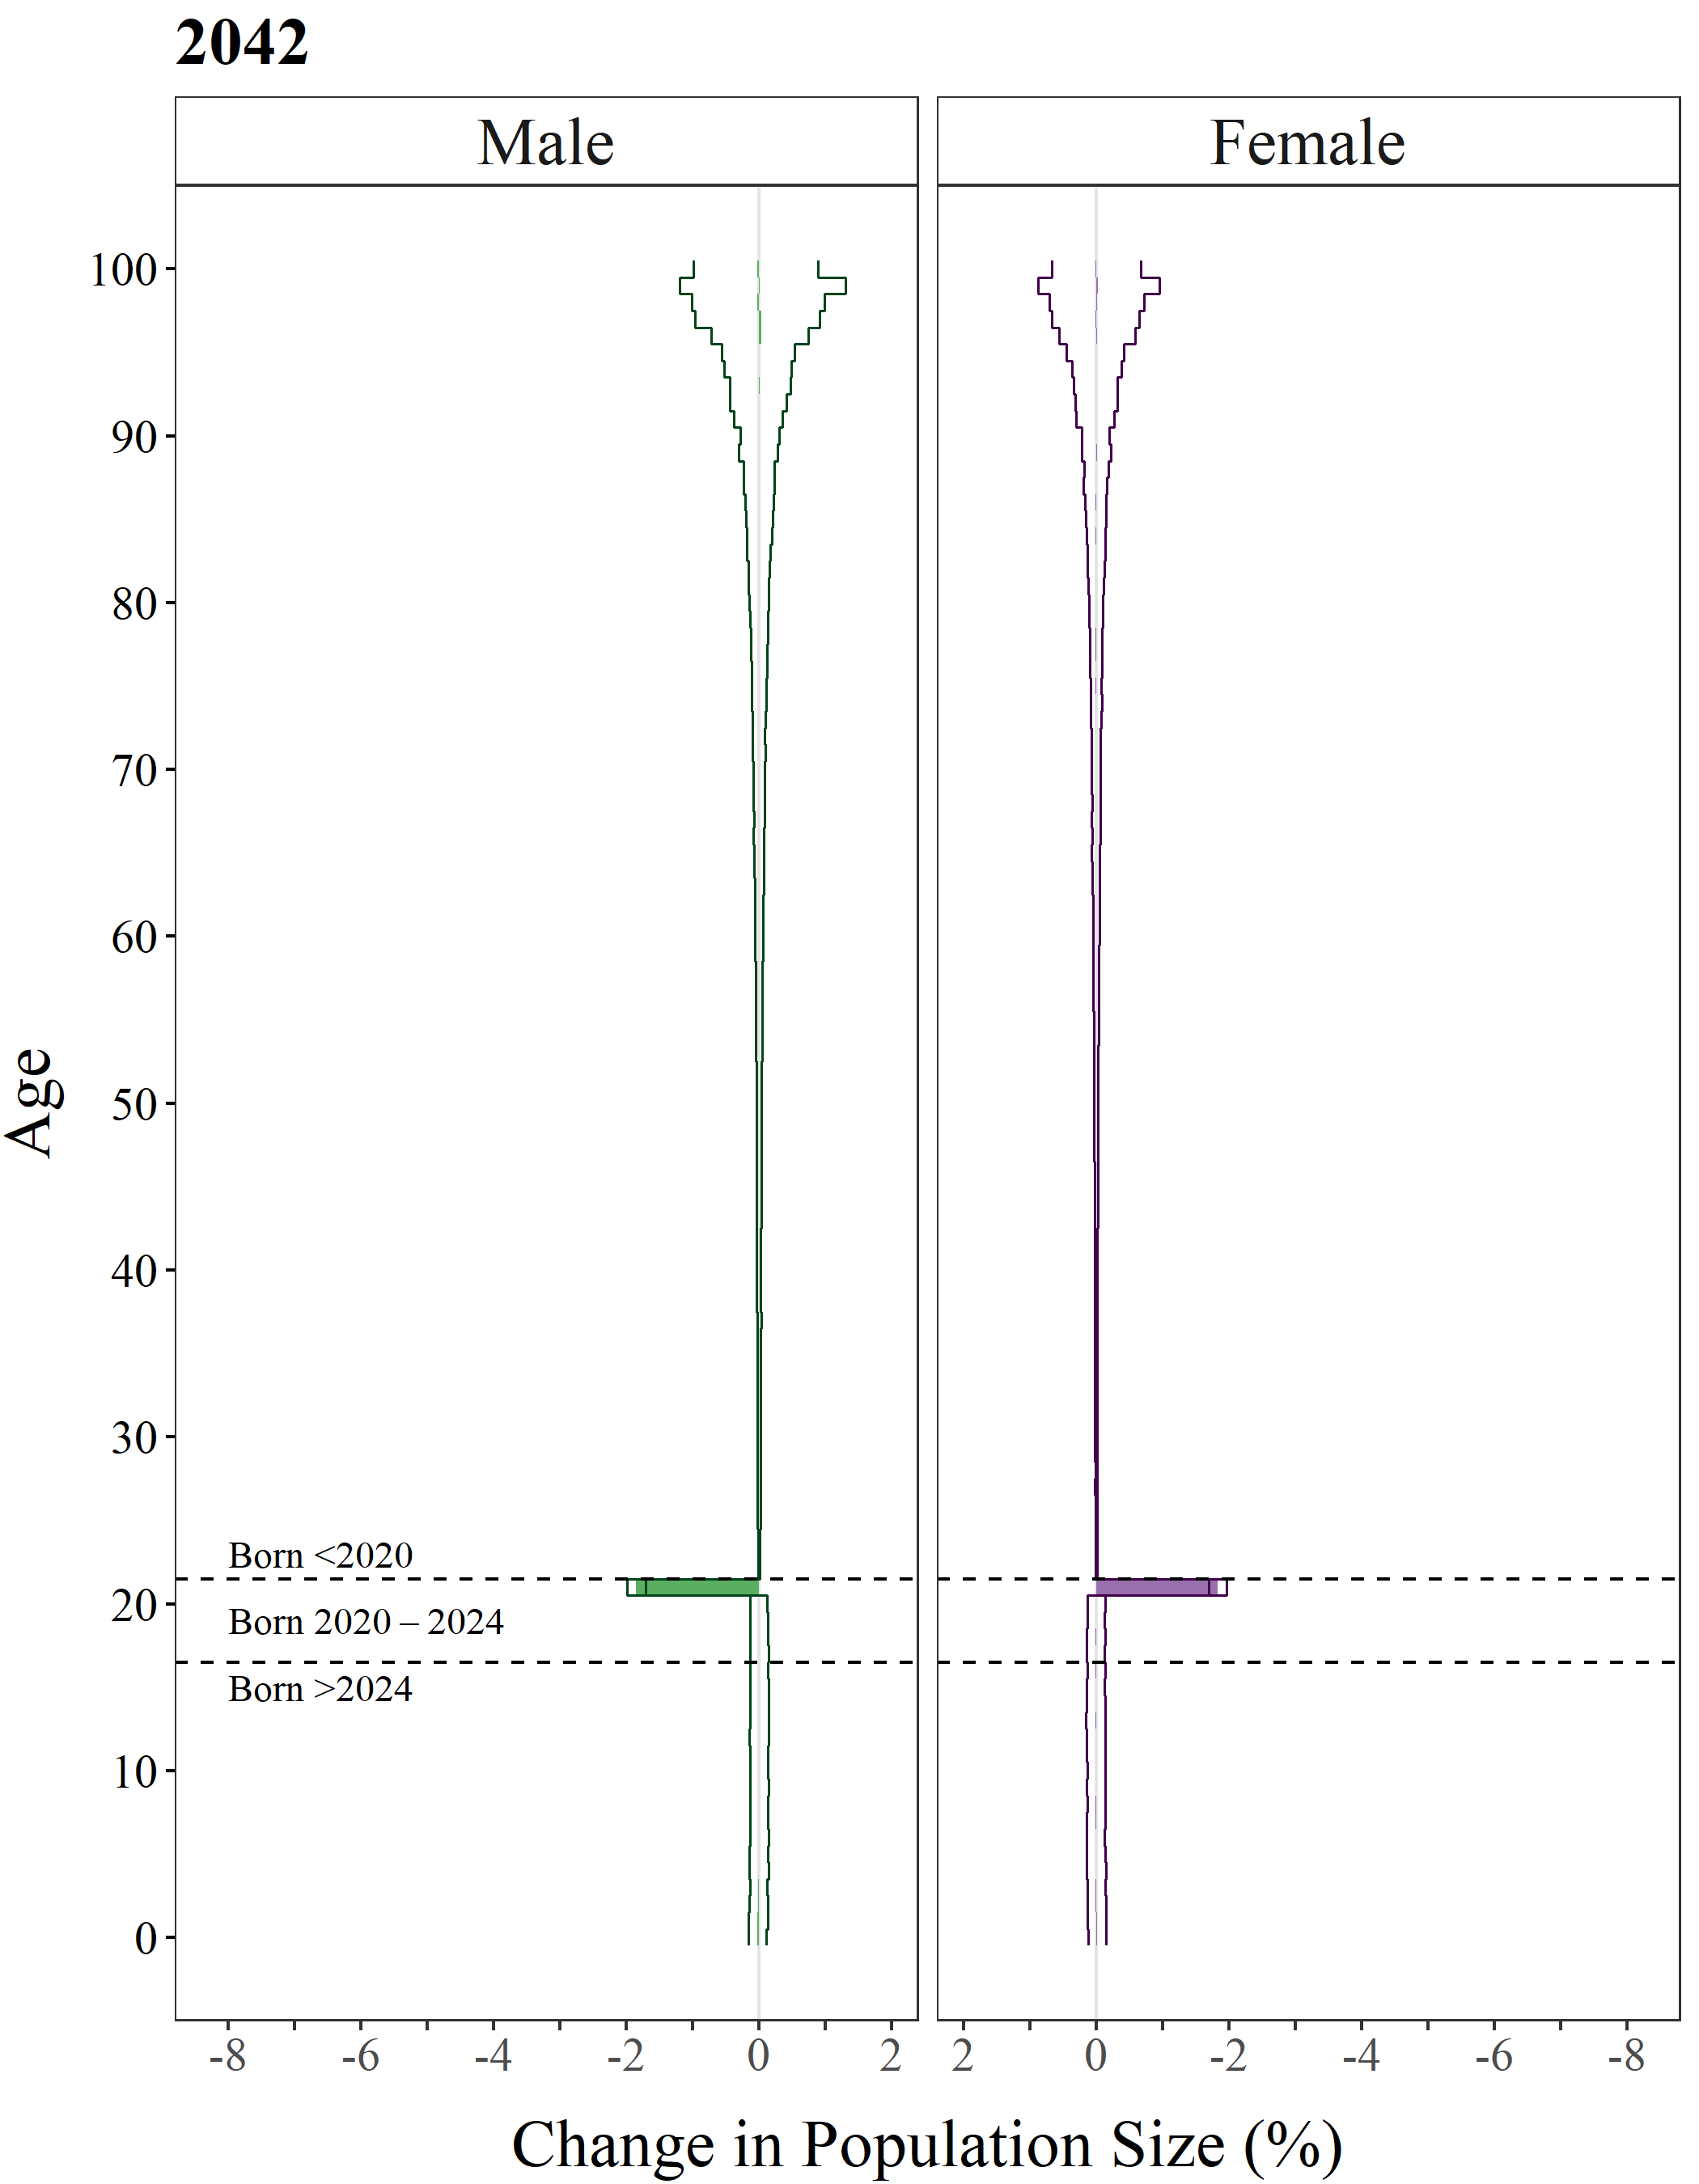 2042
Male
Female
100
90
80
70
60
50
40
30
20
10
0
Age
Born <2020
Born 2020 – 2024
Born >2024
-8 -6 -4 -2 0 2
2 0 -2 -4 -6 -8
Change in Population Size (%)